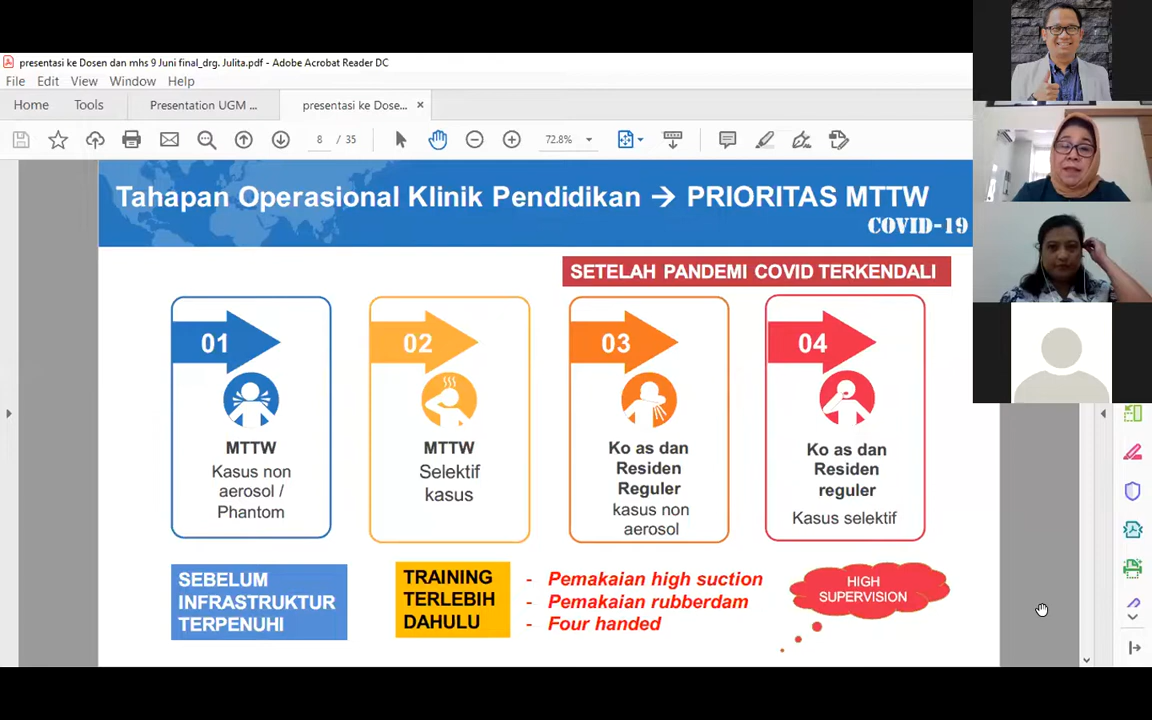 presentasi ke Dosen dan mhs 9 Juni final_drg. Julita.pdf - Adobe Acrobat Reader DC
File Edit View Window Help
Home Tools Presentation UGM ... presentasi ke Dose... ×
8 / 35 72.8%
Tahapan Operasional Klinik Pendidikan → PRIORITAS MTTW
COVID-19
SETELAH PANDEMI COVID TERKENDALI
01
MTTW
Kasus non
aerosol /
Phantom
02
MTTW
Selektif
kasus
03
Ko as dan
Residen
Reguler
kasus non
aerosol
04
Ko as dan
Residen
reguler
Kasus selektif
SEBELUM
INFRASTRUKTUR
TERPENUHI
TRAINING
TERLEBIH
DAHULU
- Pemakaian high suction
- Pemakaian rubberdam
- Four handed
HIGH
SUPERVISION